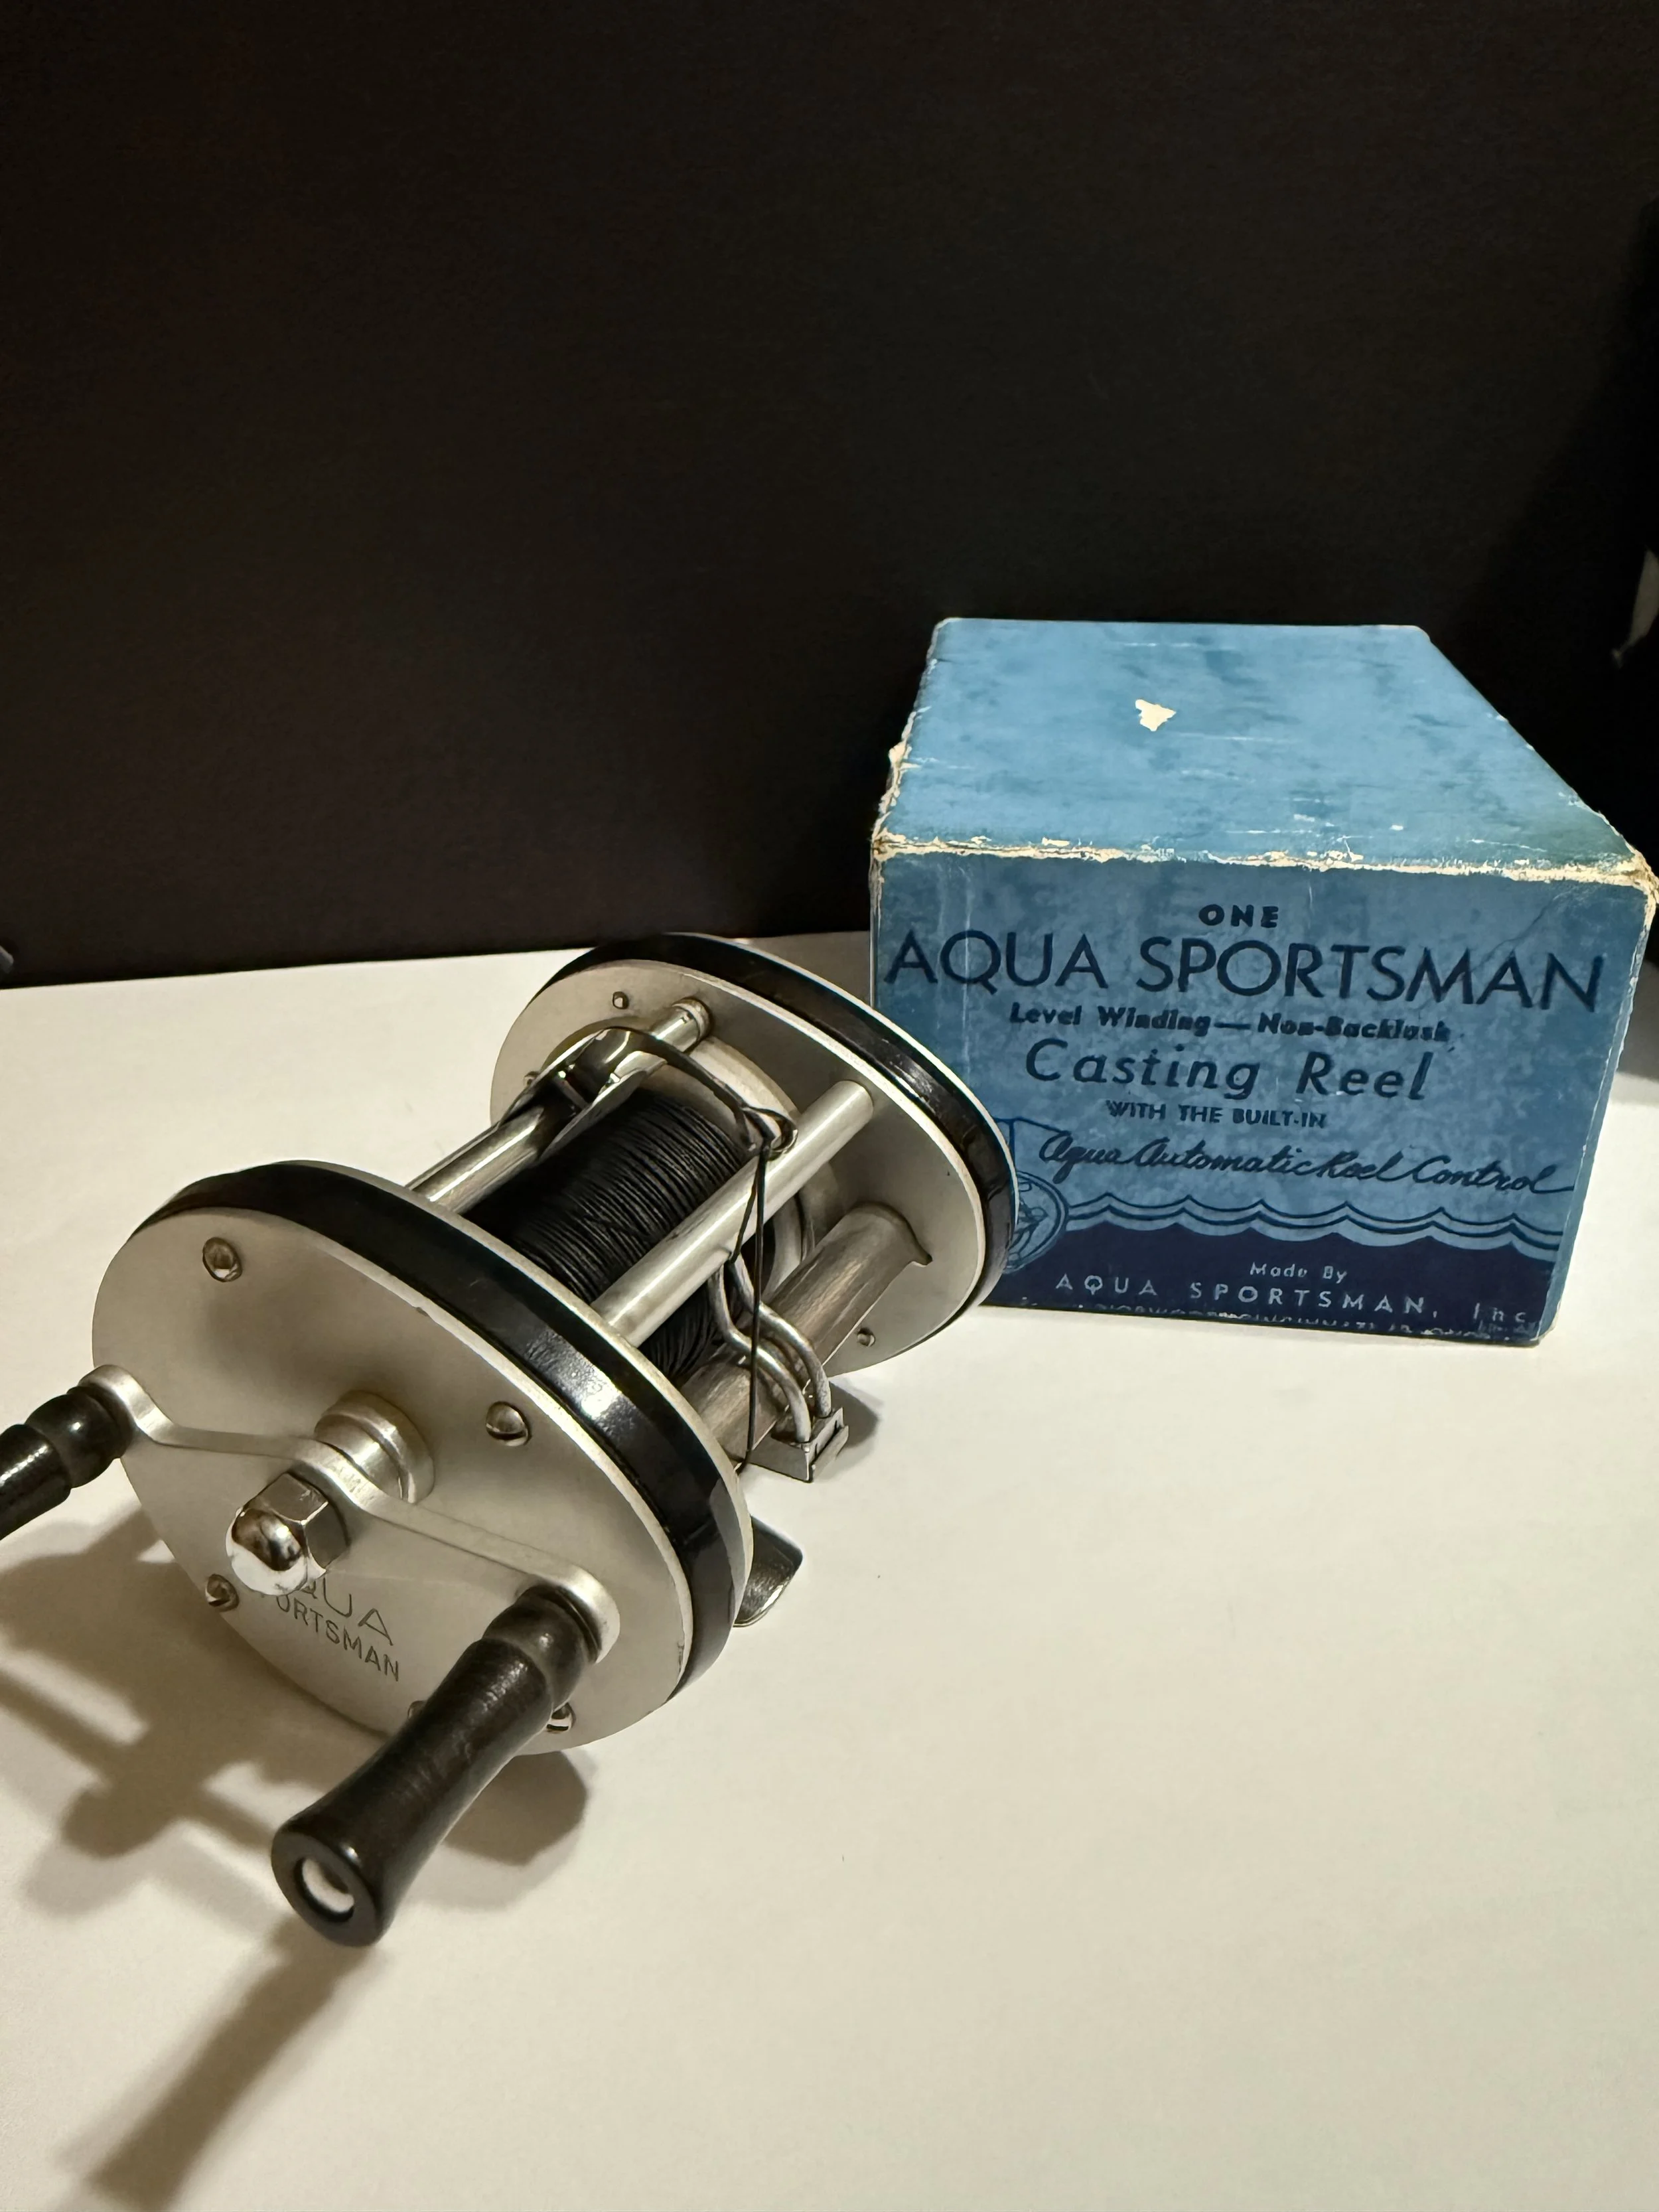 ONE
AQUA SPORTSMAN
Level Winding — Non-Backlash
Casting Reel
WITH THE BUILT-IN
Aqua Automatic Reel Control
Made By
AQUA SPORTSMAN, Inc
QUA
ORTSMAN